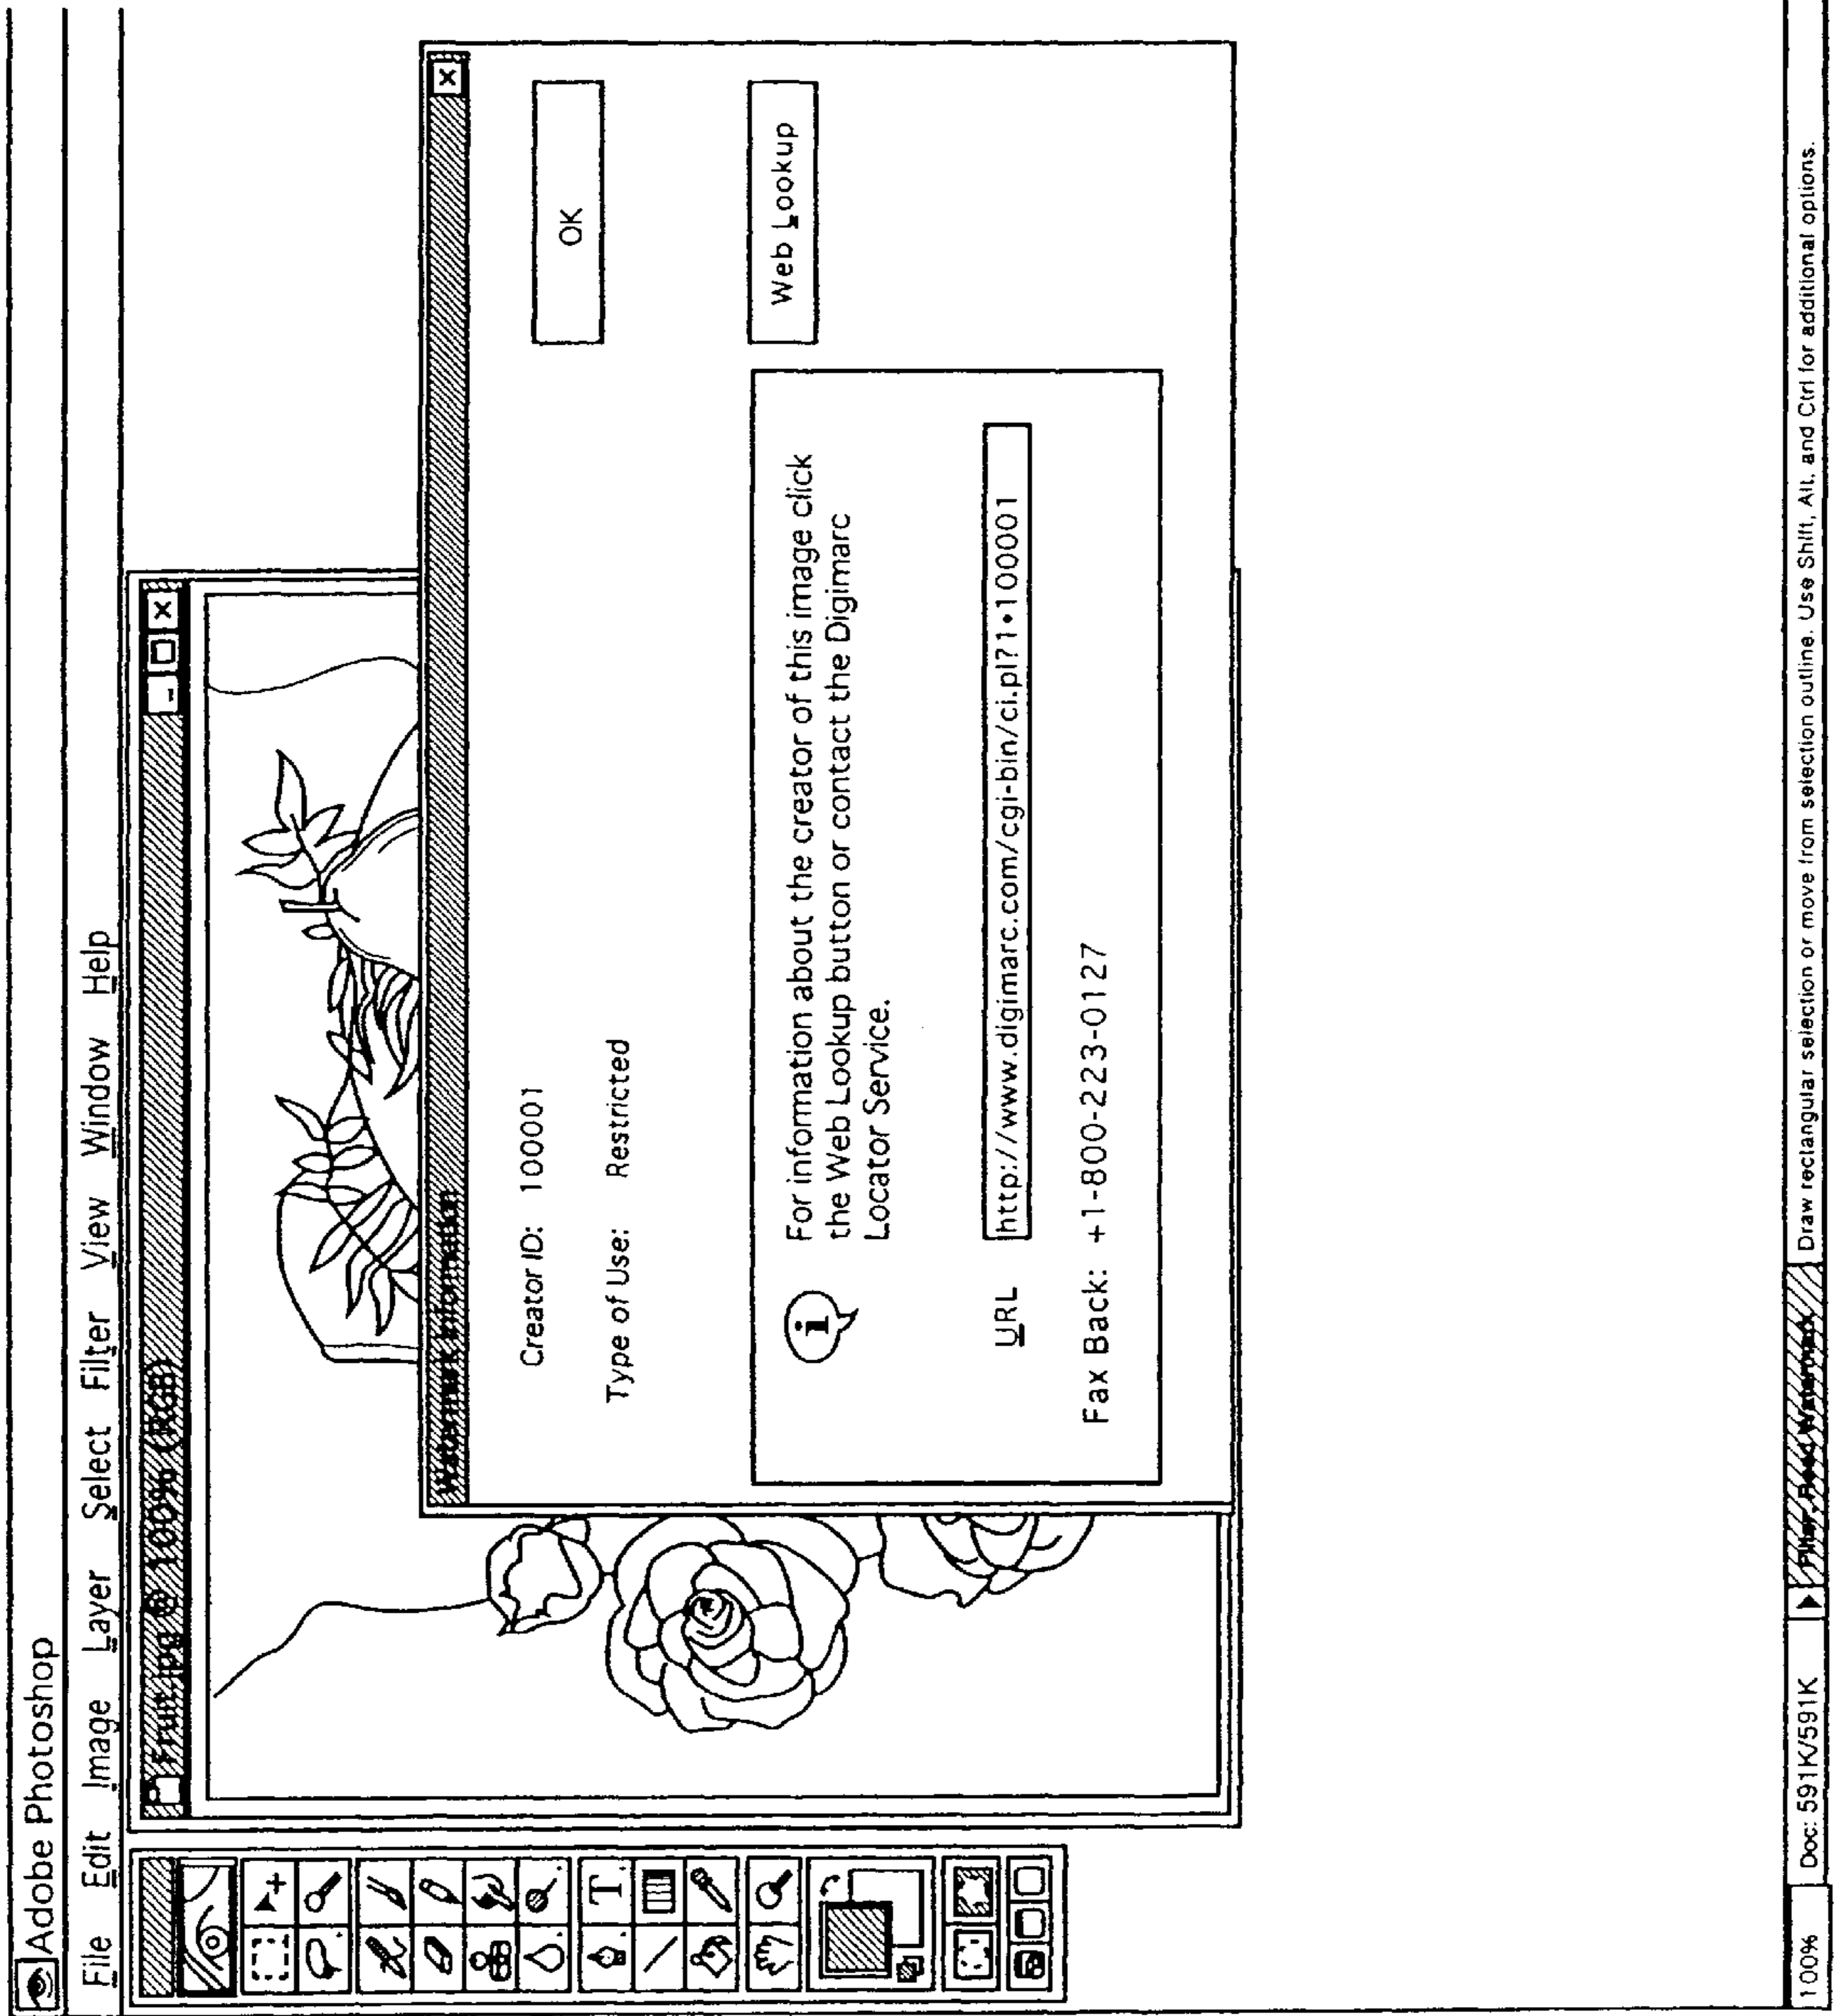 Adobe Photoshop
File Edit Image Layer Select Filter View Window Help
Fruit.jpg @ 100% (RGB)
Watermark Information
Creator ID: 100001
Type of Use: Restricted
OK
For information about the creator of this image click
the Web Lookup button or contact the Digimarc
Locator Service.
Web Lookup
URL http://www.digimarc.com/cgi-bin/ci.pl?1•10001
Fax Back: +1-800-223-0127
T
100% Doc: 591K/591K Filter - Read Watermark Draw rectangular selection or move from selection outline. Use Shift, Alt, and Ctrl for additional options.